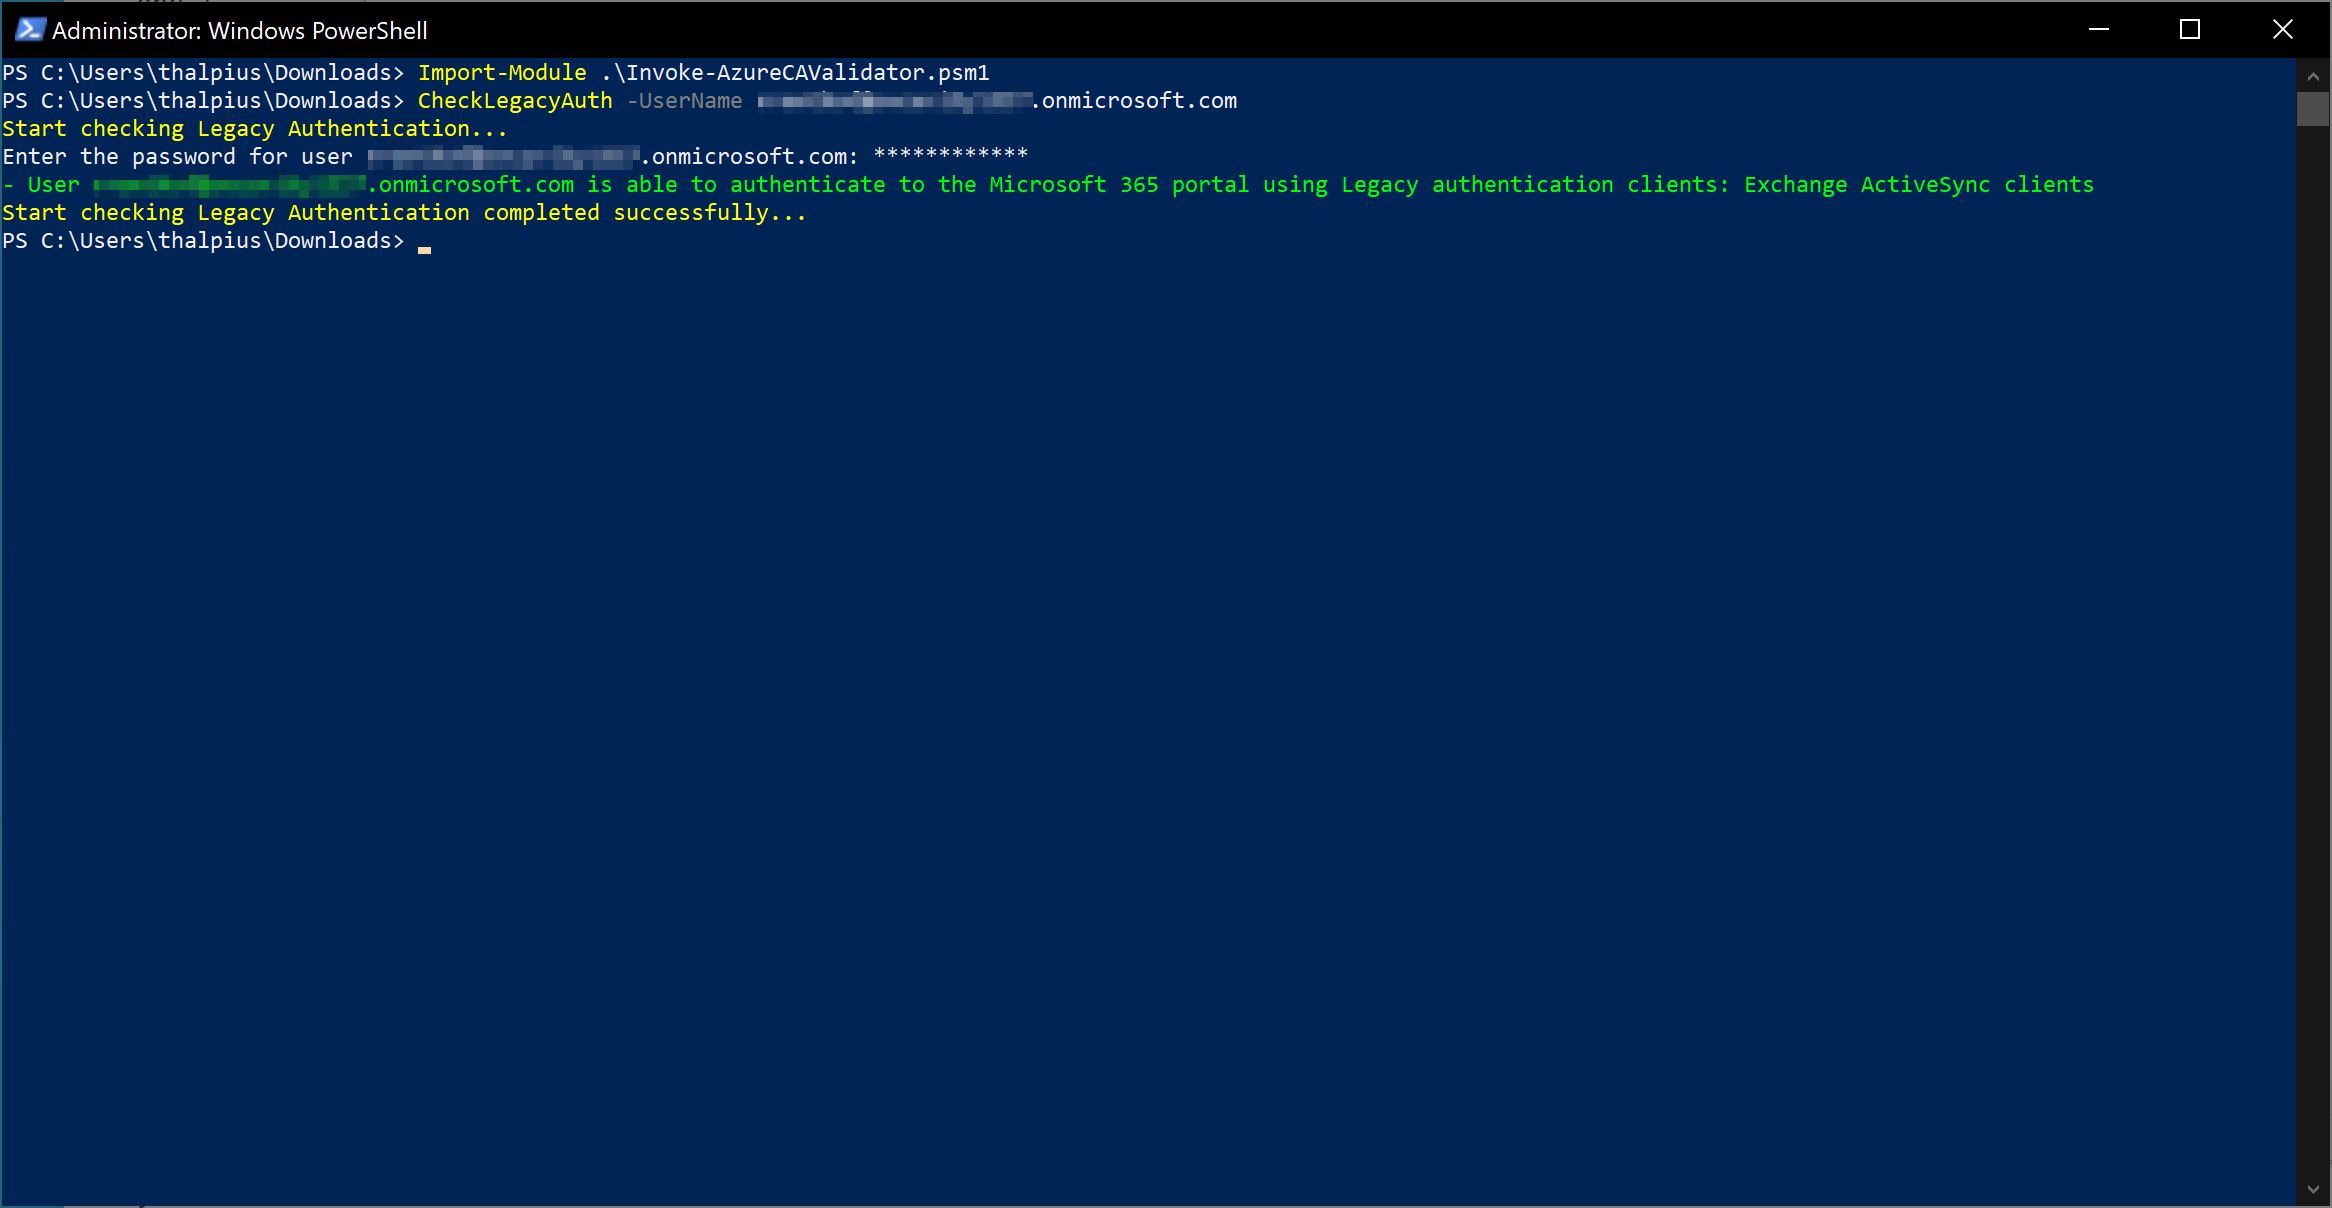 Administrator: Windows PowerShell
PS C:\Users\thalpius\Downloads> Import-Module .\Invoke-AzureCAValidator.psm1
PS C:\Users\thalpius\Downloads> CheckLegacyAuth -UserName .onmicrosoft.com
Start checking Legacy Authentication...
Enter the password for user .onmicrosoft.com: ************
- User .onmicrosoft.com is able to authenticate to the Microsoft 365 portal using Legacy authentication clients: Exchange ActiveSync clients
Start checking Legacy Authentication completed successfully...
PS C:\Users\thalpius\Downloads>